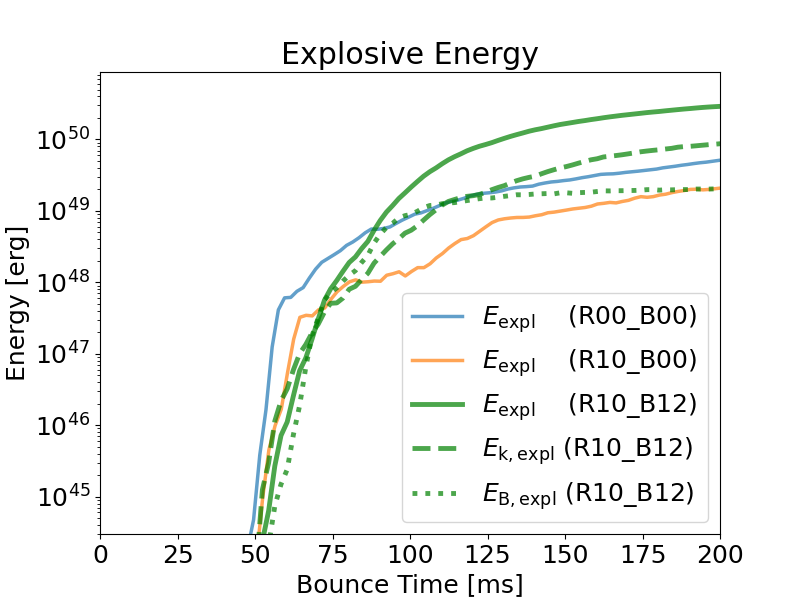 Explosive Energy
Energy [erg]
10^50
10^49
10^48
10^47
10^46
10^45
E_expl (R00_B00)
E_expl (R10_B00)
E_expl (R10_B12)
E_k,expl (R10_B12)
E_B,expl (R10_B12)
0 25 50 75 100 125 150 175 200
Bounce Time [ms]